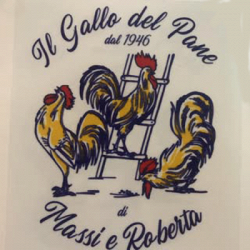 Il Gallo del Pane
dal 1946
di
Massi e Roberta